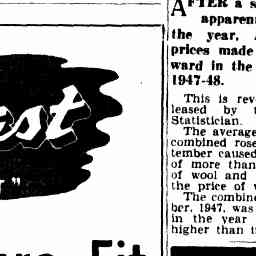 AFTER a s
apparen
the year,
prices made
ward in the
1947-48.
This is rev
leased by t
Statistician.
The average
combined rose
tember caused
of more than
of wool and
the price of
The combine
ber, 1947, was
in the year
higher than t
est
Fit